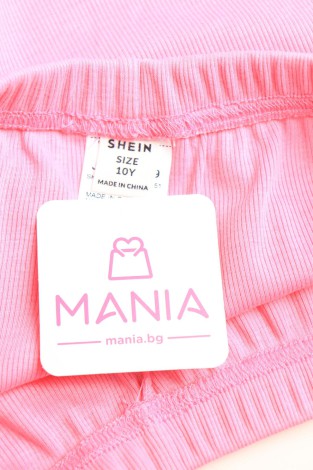 SHEIN
SIZE
10Y
MADE IN CHINA
MANIA
mania.bg